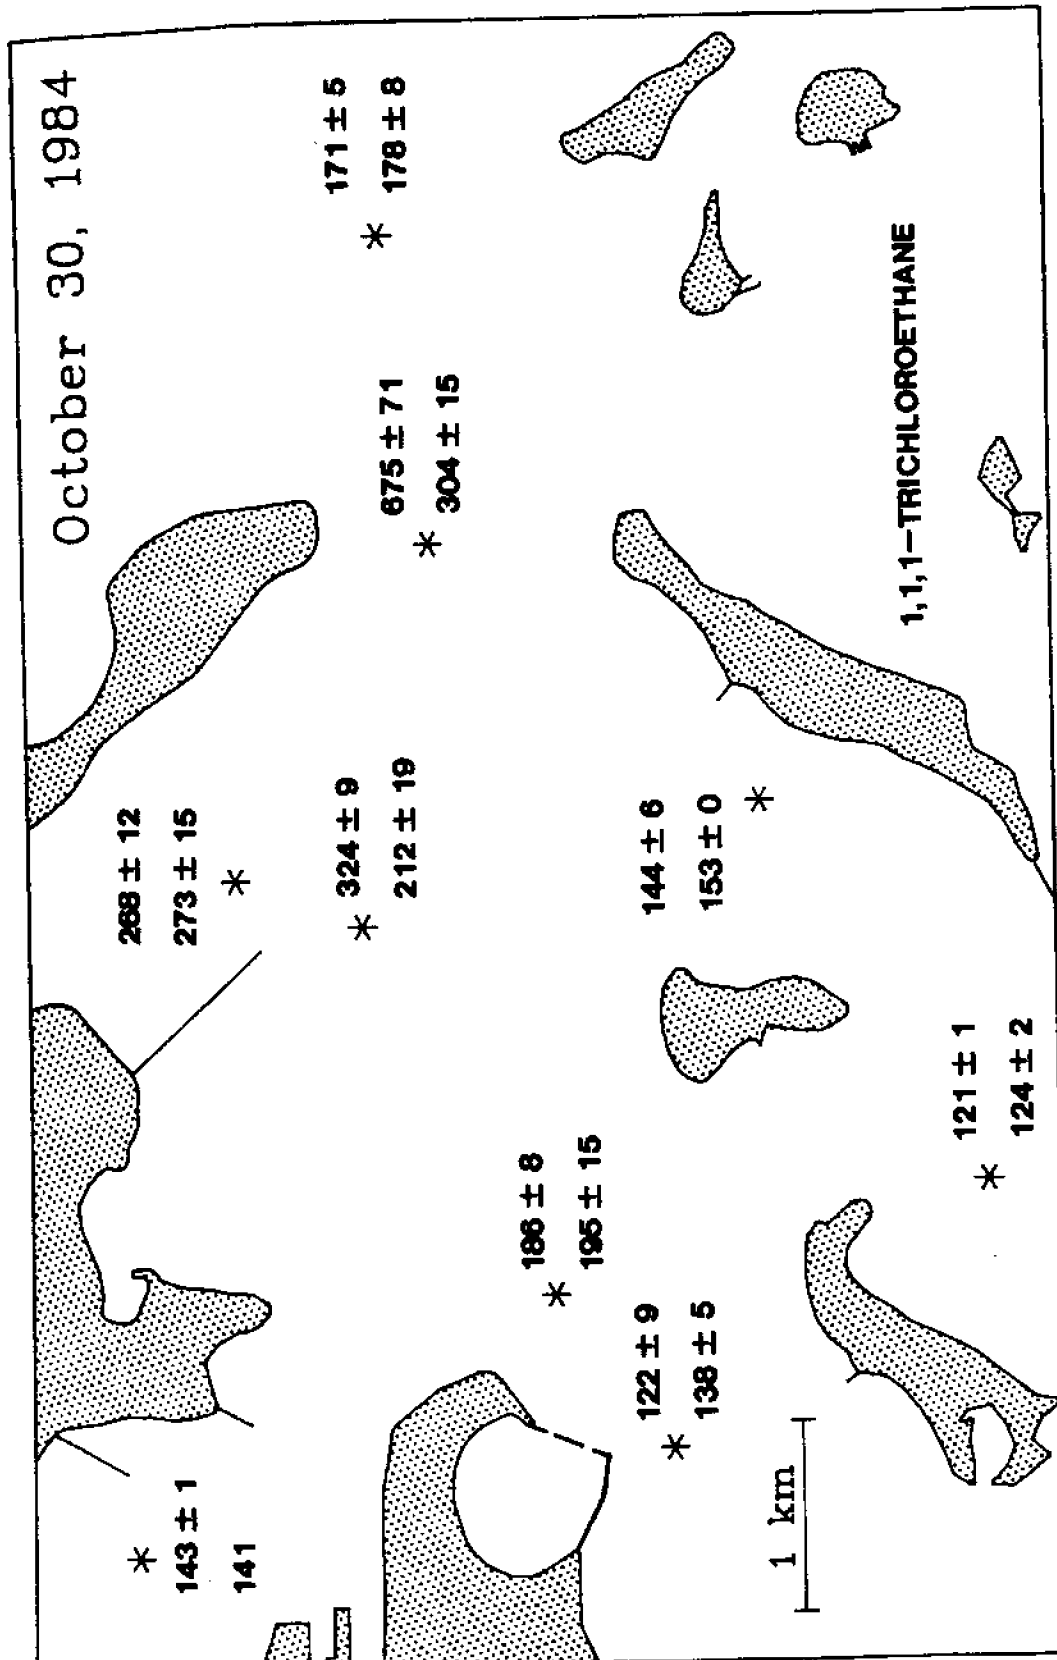 October 30, 1984
171 ± 5
178 ± 8
675 ± 71
304 ± 15
268 ± 12
273 ± 15
324 ± 9
212 ± 19
144 ± 6
153 ± 0
186 ± 8
195 ± 15
122 ± 9
138 ± 5
121 ± 1
124 ± 2
143 ± 1
141
1 km
1,1,1-TRICHLOROETHANE